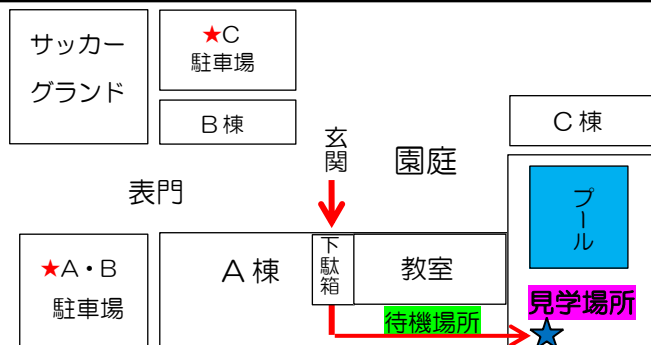 サッカー
グランド
★C
駐車場
B棟
玄関
園庭
C棟
プール
表門
★A・B
駐車場
A棟
下駄箱
教室
待機場所
見学場所